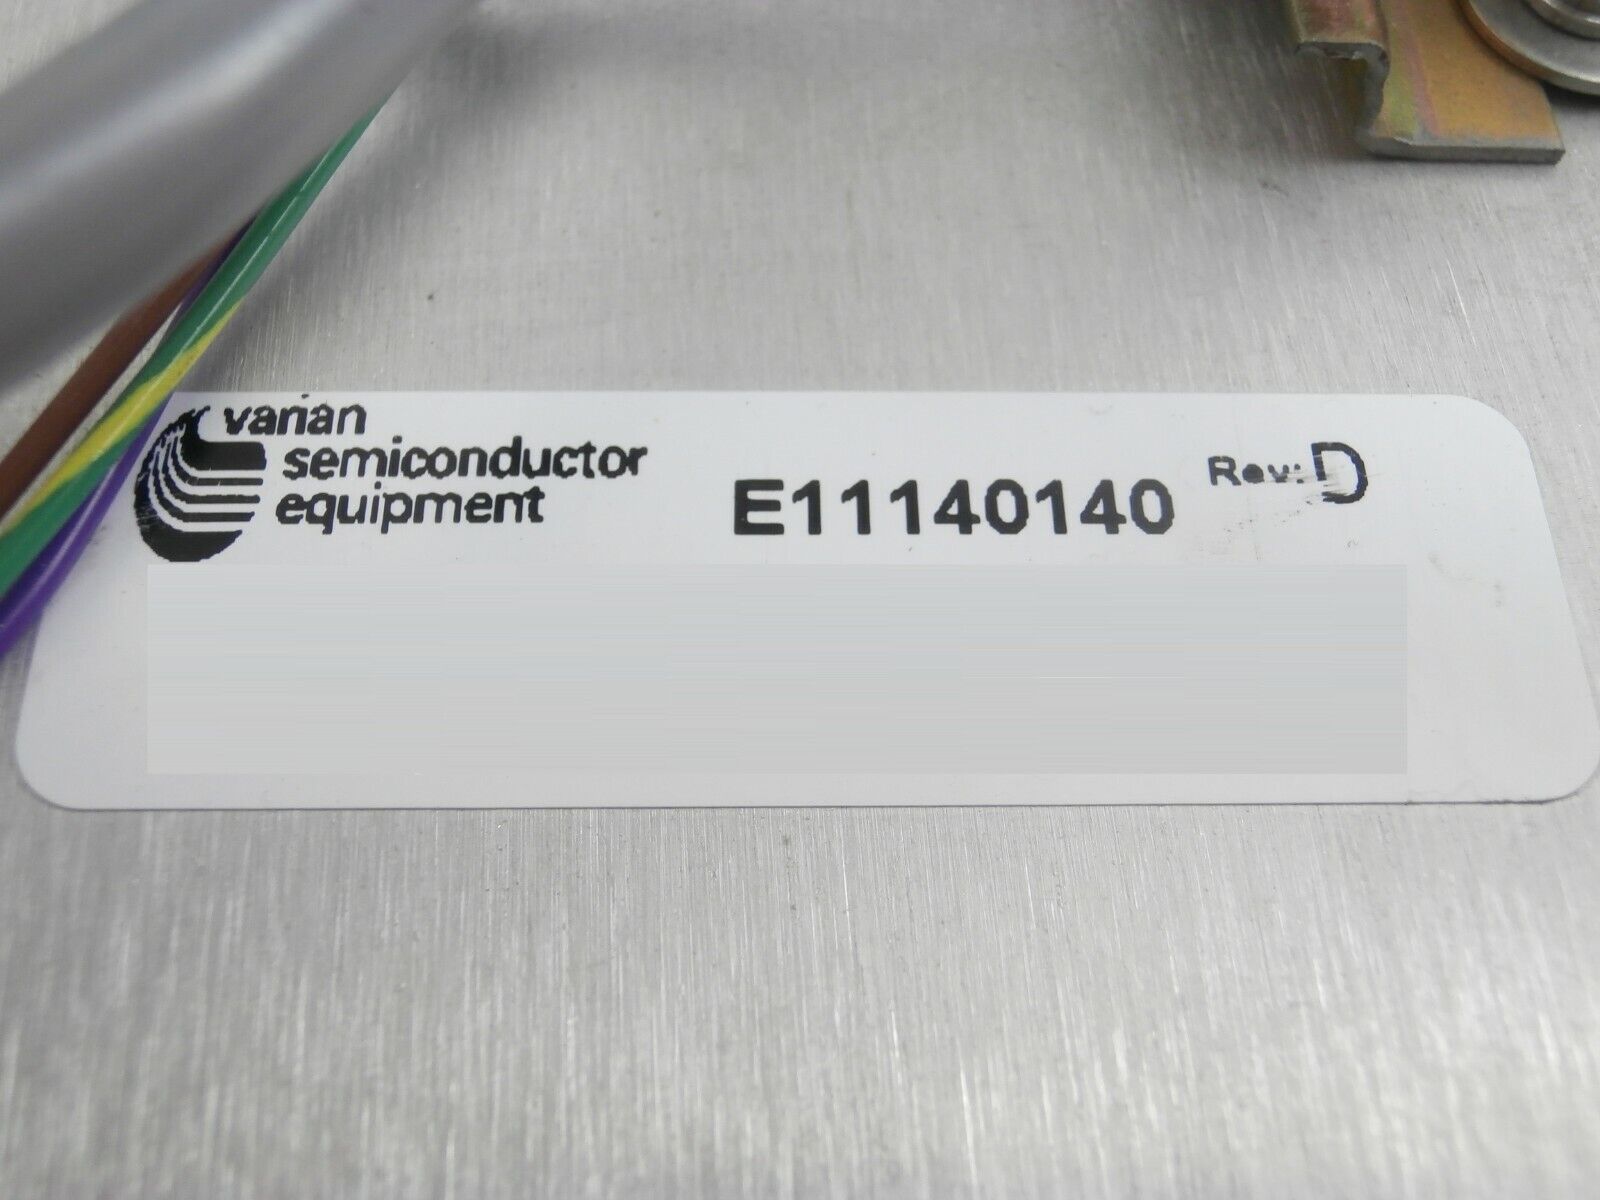 varian
semiconductor
equipment
E11140140 Rev: D